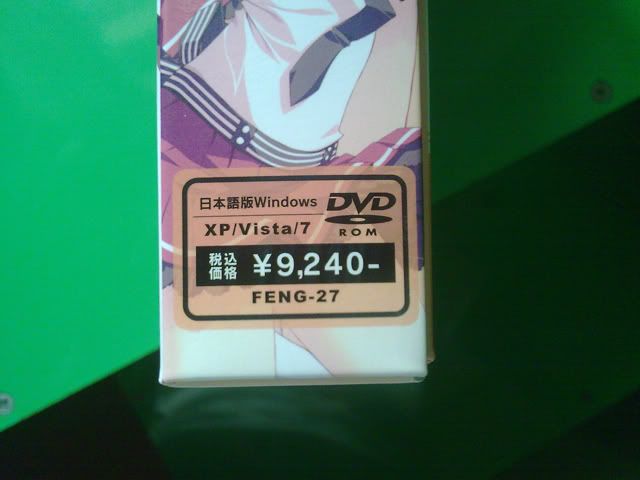 日本語版Windows
XP/Vista/7
DVD
ROM
税込
価格
¥9,240-
FENG-27